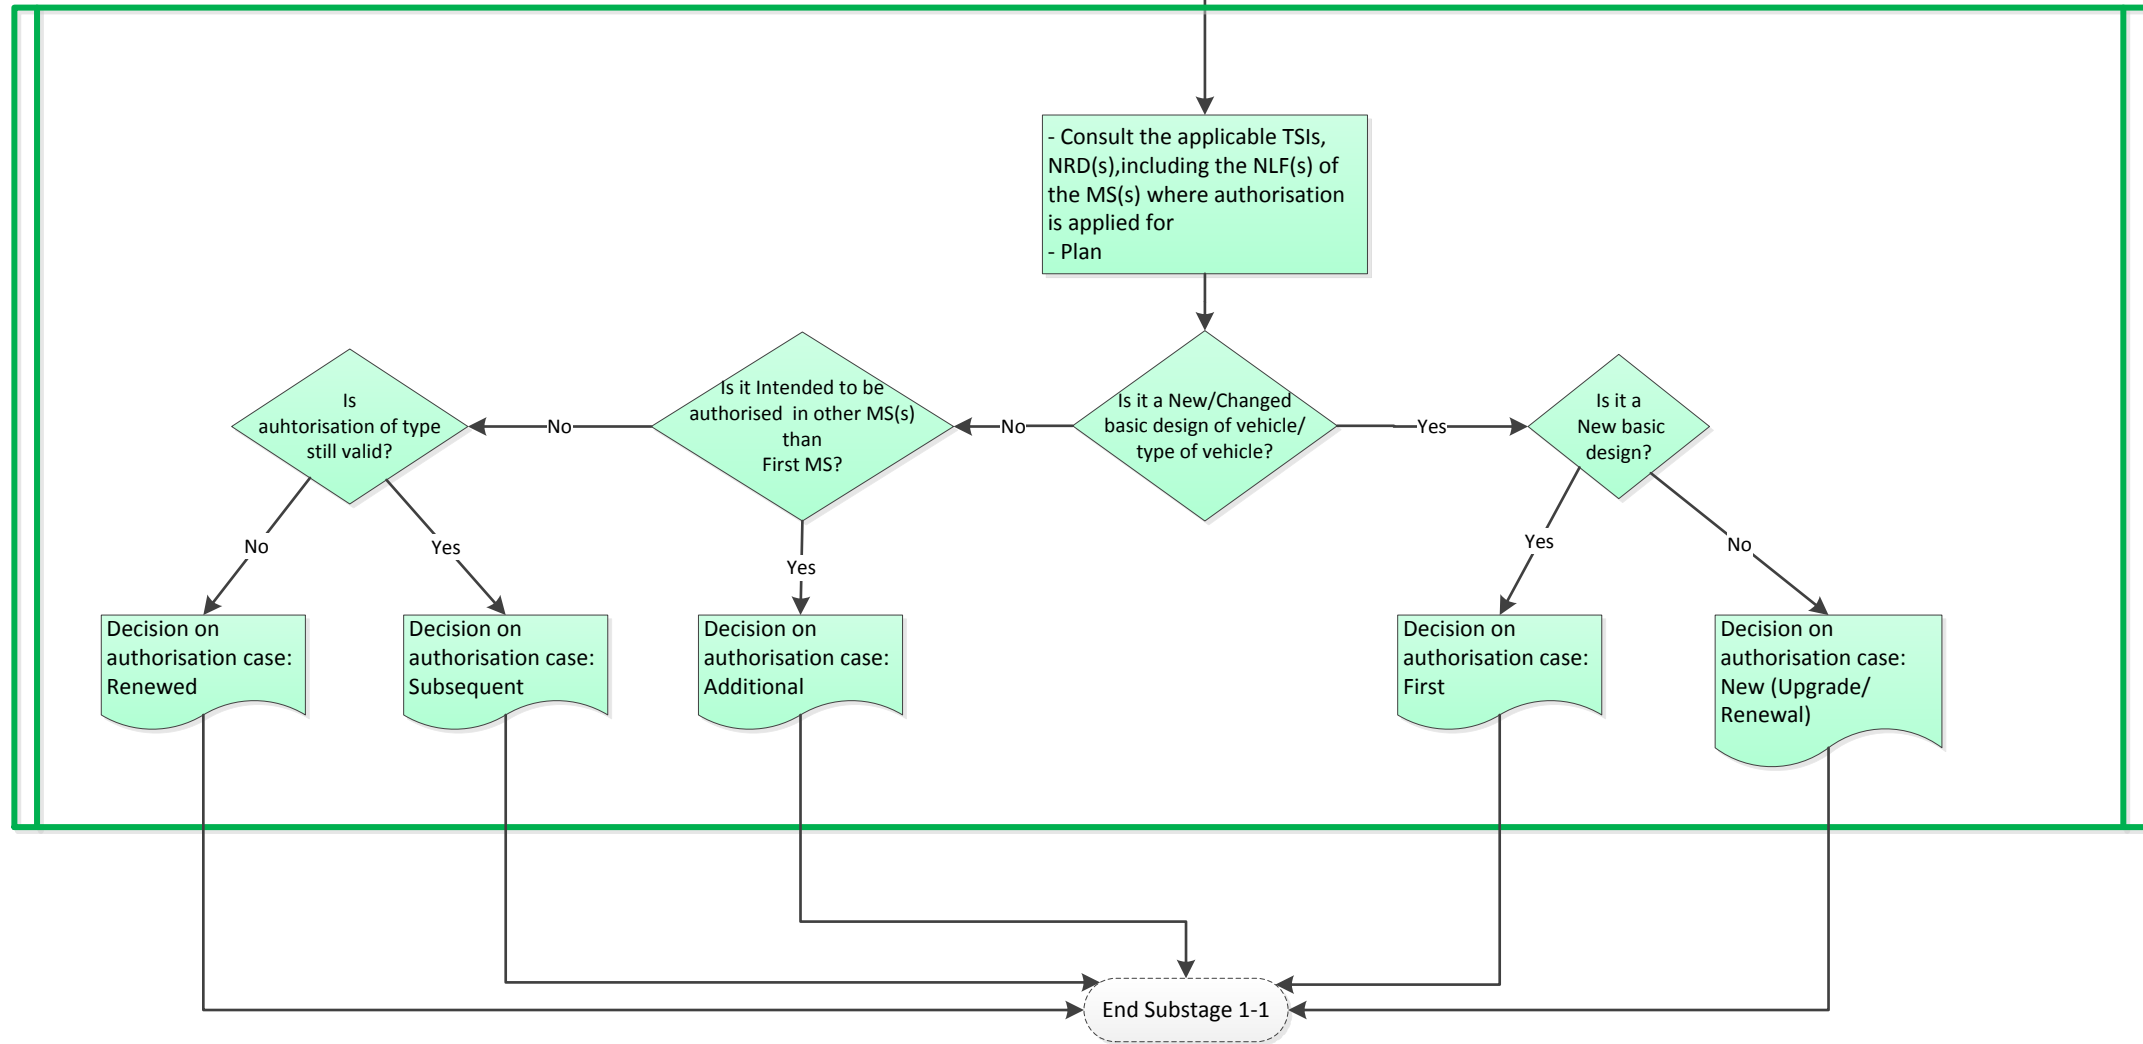 - Consult the applicable TSIs,
NRD(s),including the NLF(s) of
the MS(s) where authorisation
is applied for
- Plan
Is
auhtorisation of type
still valid?
No
Is it Intended to be
authorised  in other MS(s)
than
First MS?
No
Is it a New/Changed
basic design of vehicle/
type of vehicle?
Yes
Is it a
New basic
design?
No
Yes
Yes
Yes
No
Decision on
authorisation case:
Renewed
Decision on
authorisation case:
Subsequent
Decision on
authorisation case:
Additional
Decision on
authorisation case:
First
Decision on
authorisation case:
New (Upgrade/
Renewal)
End Substage 1-1